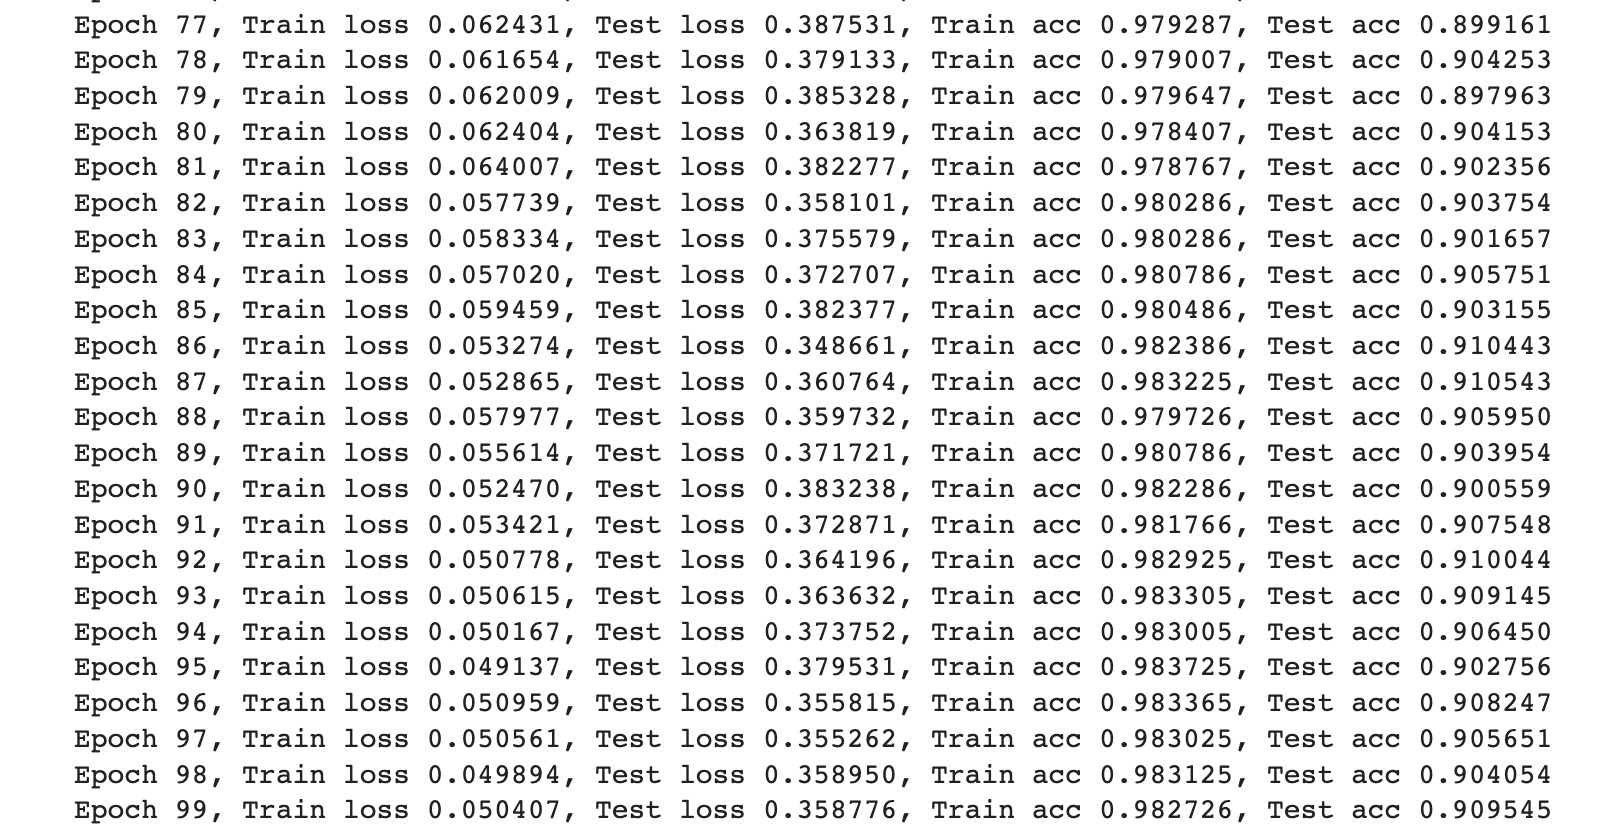 Epoch 77, Train loss 0.062431, Test loss 0.387531, Train acc 0.979287, Test acc 0.899161
Epoch 78, Train loss 0.061654, Test loss 0.379133, Train acc 0.979007, Test acc 0.904253
Epoch 79, Train loss 0.062009, Test loss 0.385328, Train acc 0.979647, Test acc 0.897963
Epoch 80, Train loss 0.062404, Test loss 0.363819, Train acc 0.978407, Test acc 0.904153
Epoch 81, Train loss 0.064007, Test loss 0.382277, Train acc 0.978767, Test acc 0.902356
Epoch 82, Train loss 0.057739, Test loss 0.358101, Train acc 0.980286, Test acc 0.903754
Epoch 83, Train loss 0.058334, Test loss 0.375579, Train acc 0.980286, Test acc 0.901657
Epoch 84, Train loss 0.057020, Test loss 0.372707, Train acc 0.980786, Test acc 0.905751
Epoch 85, Train loss 0.059459, Test loss 0.382377, Train acc 0.980486, Test acc 0.903155
Epoch 86, Train loss 0.053274, Test loss 0.348661, Train acc 0.982386, Test acc 0.910443
Epoch 87, Train loss 0.052865, Test loss 0.360764, Train acc 0.983225, Test acc 0.910543
Epoch 88, Train loss 0.057977, Test loss 0.359732, Train acc 0.979726, Test acc 0.905950
Epoch 89, Train loss 0.055614, Test loss 0.371721, Train acc 0.980786, Test acc 0.903954
Epoch 90, Train loss 0.052470, Test loss 0.383238, Train acc 0.982286, Test acc 0.900559
Epoch 91, Train loss 0.053421, Test loss 0.372871, Train acc 0.981766, Test acc 0.907548
Epoch 92, Train loss 0.050778, Test loss 0.364196, Train acc 0.982925, Test acc 0.910044
Epoch 93, Train loss 0.050615, Test loss 0.363632, Train acc 0.983305, Test acc 0.909145
Epoch 94, Train loss 0.050167, Test loss 0.373752, Train acc 0.983005, Test acc 0.906450
Epoch 95, Train loss 0.049137, Test loss 0.379531, Train acc 0.983725, Test acc 0.902756
Epoch 96, Train loss 0.050959, Test loss 0.355815, Train acc 0.983365, Test acc 0.908247
Epoch 97, Train loss 0.050561, Test loss 0.355262, Train acc 0.983025, Test acc 0.905651
Epoch 98, Train loss 0.049894, Test loss 0.358950, Train acc 0.983125, Test acc 0.904054
Epoch 99, Train loss 0.050407, Test loss 0.358776, Train acc 0.982726, Test acc 0.909545